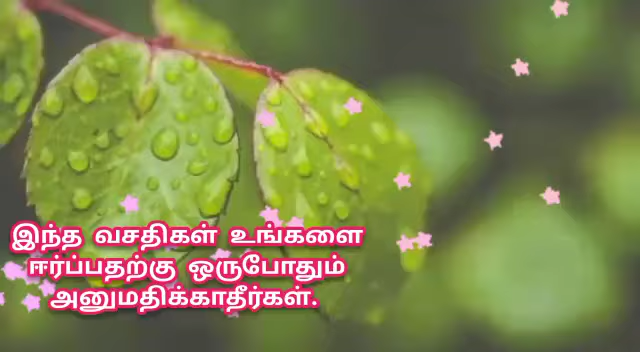 இந்த வசதிகள் உங்களை
ஈர்ப்பதற்கு ஒருபோதும்
அனுமதிக்காதீர்கள்.